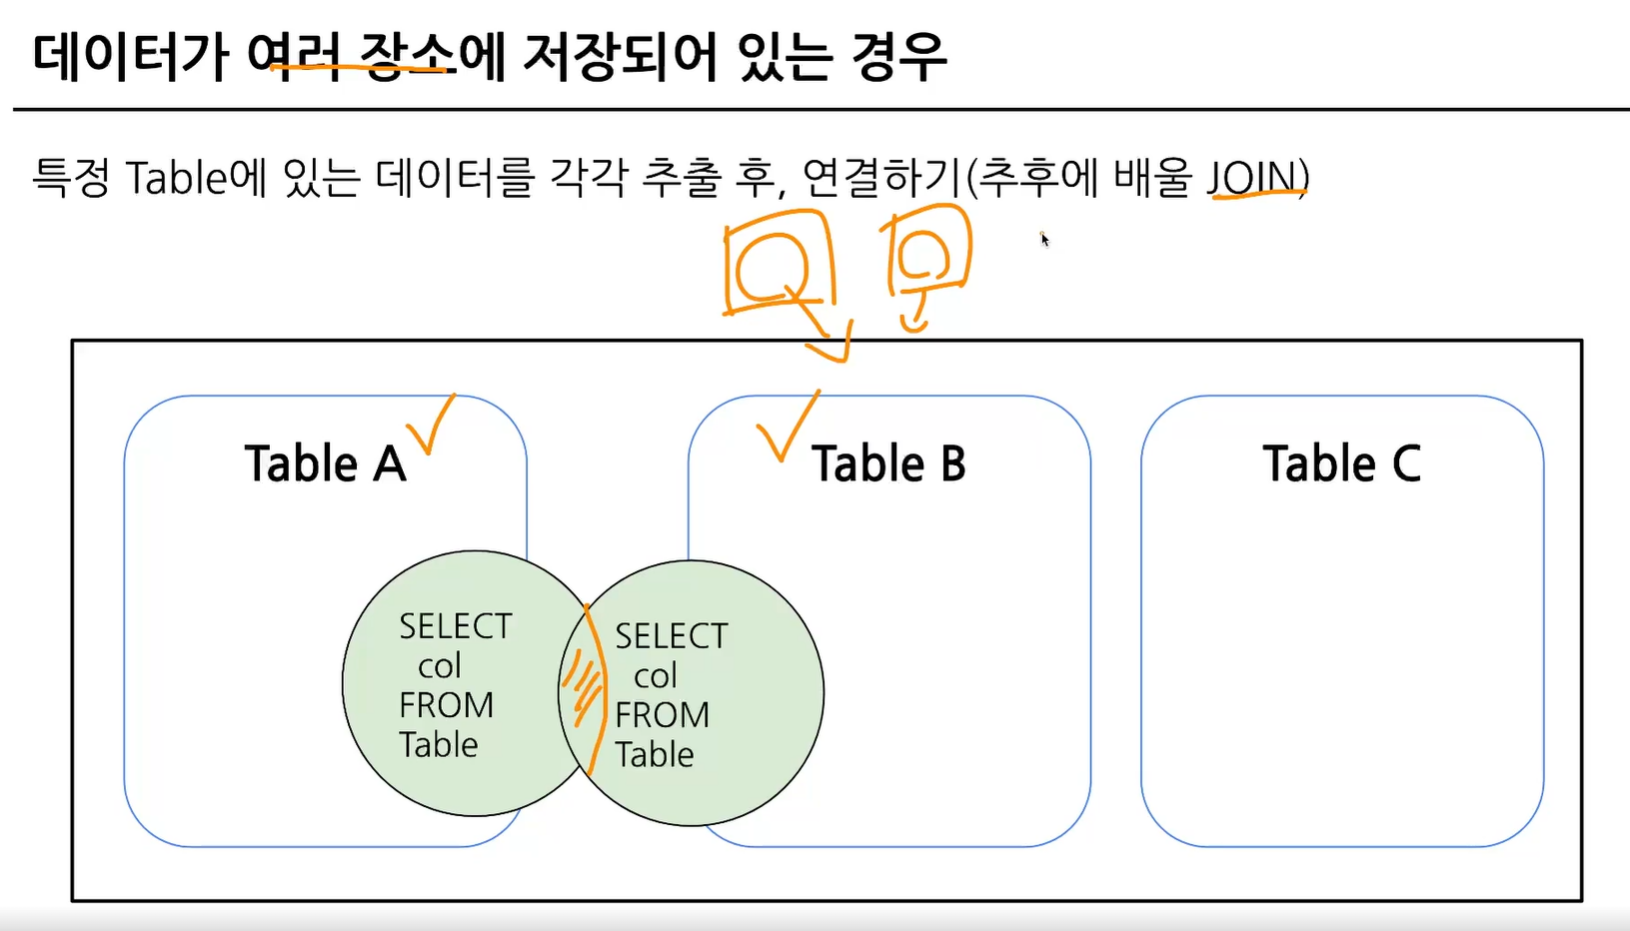 데이터가 여러 장소에 저장되어 있는 경우
특정 Table에 있는 데이터를 각각 추출 후, 연결하기(추후에 배울 JOIN)
Table A
Table B
Table C
SELECT
col
FROM
Table
SELECT
col
FROM
Table